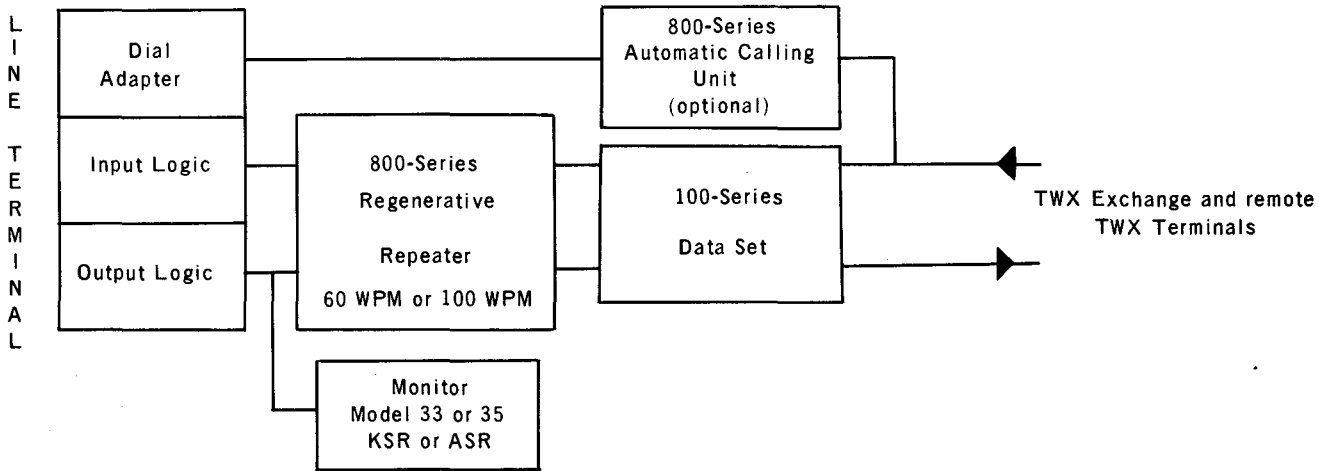 LINE TERMINAL
Dial
Adapter
Input Logic
Output Logic
800-Series
Regenerative
Repeater
60 WPM or 100 WPM
Monitor
Model 33 or 35
KSR or ASR
800-Series
Automatic Calling
Unit
(optional)
100-Series
Data Set
TWX Exchange and remote
TWX Terminals